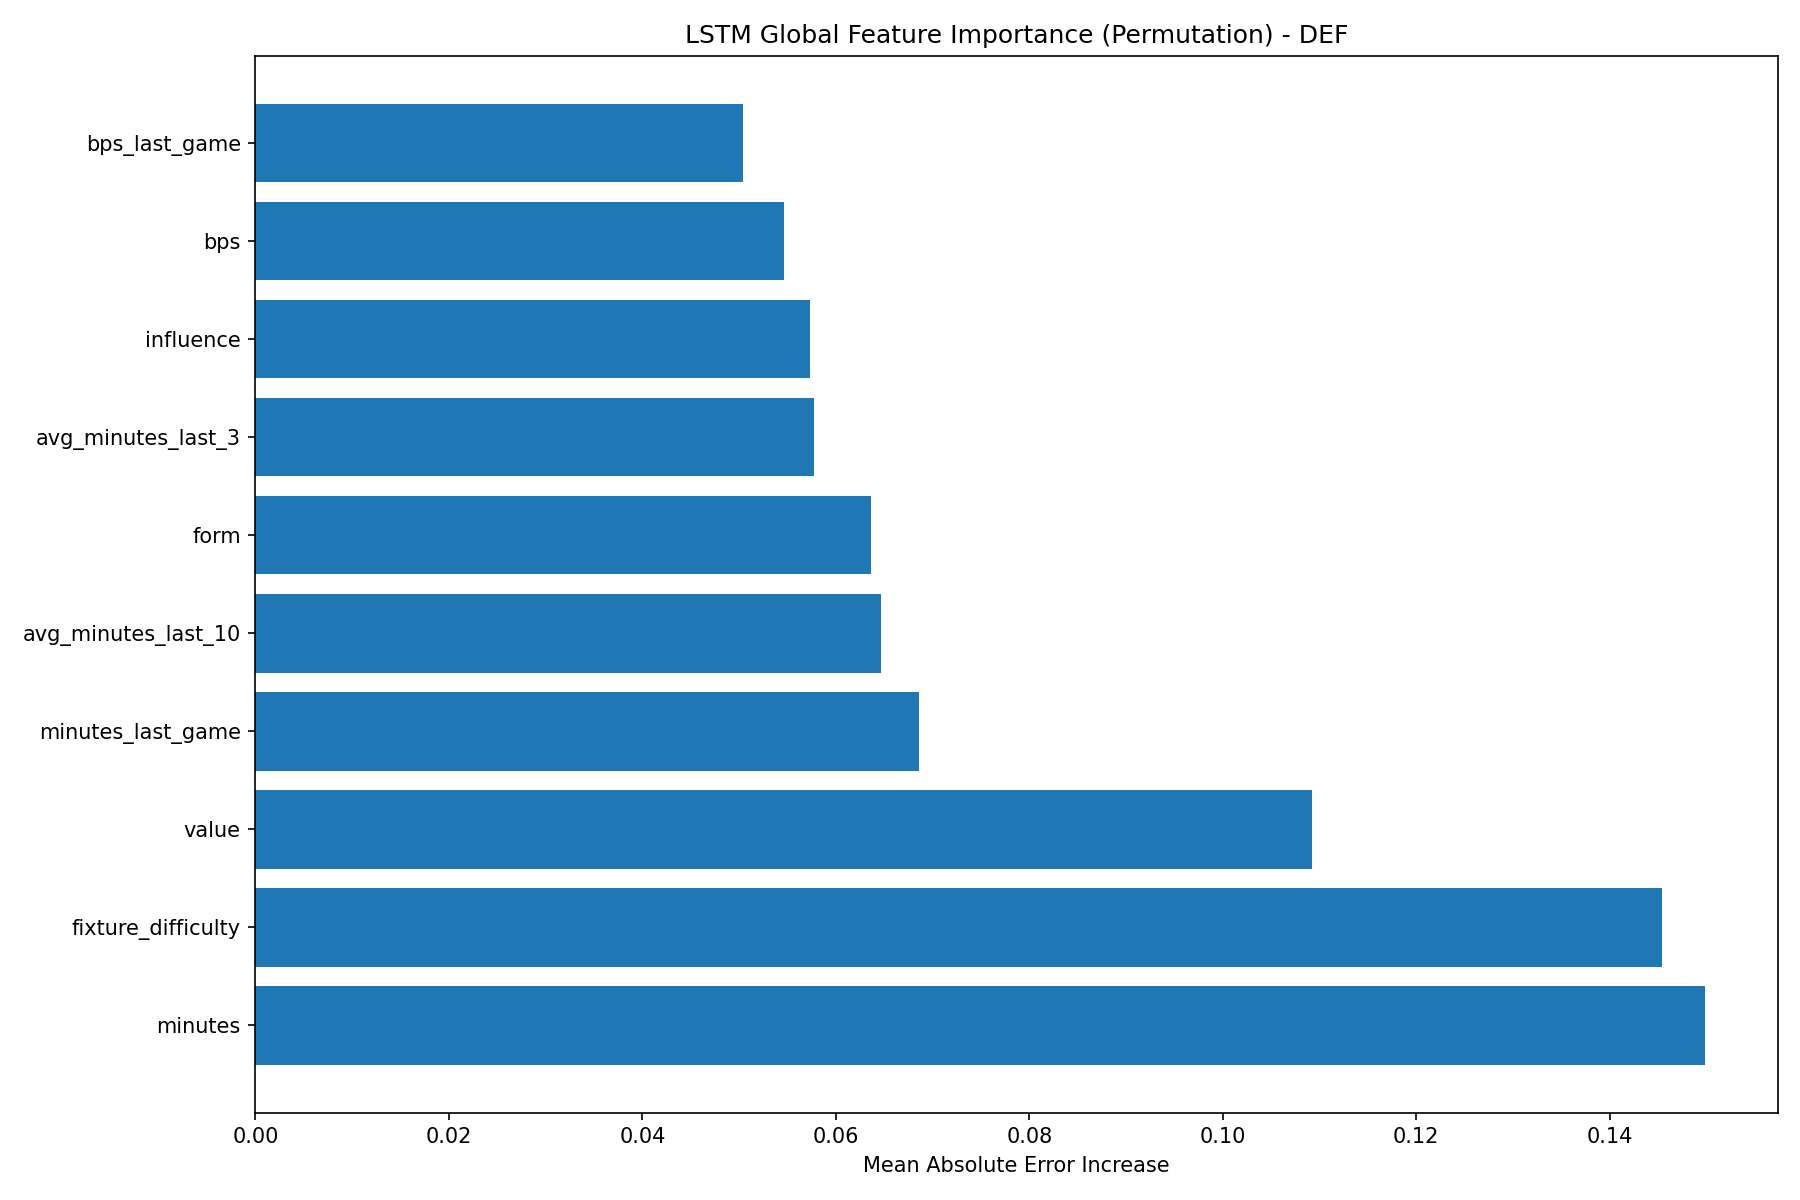 LSTM Global Feature Importance (Permutation) - DEF
bps_last_game
bps
influence
avg_minutes_last_3
form
avg_minutes_last_10
minutes_last_game
value
fixture_difficulty
minutes
0.00 0.02 0.04 0.06 0.08 0.10 0.12 0.14
Mean Absolute Error Increase